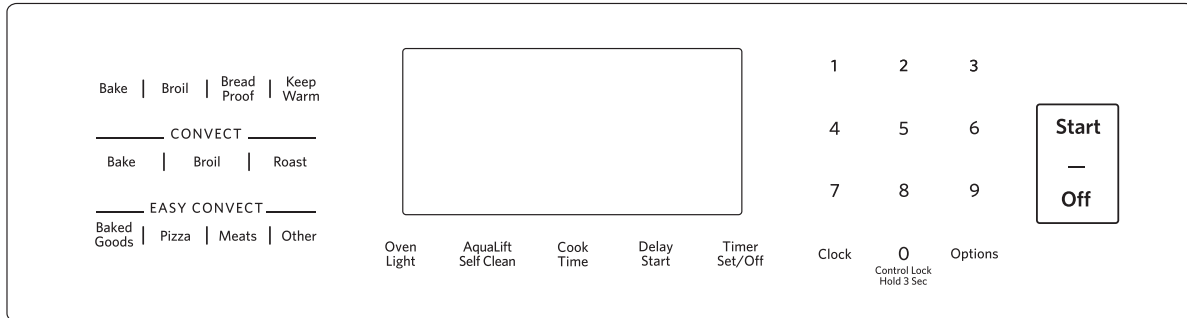 Bake | Broil | Bread Proof | Keep Warm
CONVECT
Bake | Broil | Roast
EASY CONVECT
Baked Goods | Pizza | Meats | Other
Oven Light
AquaLift Self Clean
Cook Time
Delay Start
Timer Set/Off
1 2 3
4 5 6
7 8 9
Clock 0 Options
Control Lock
Hold 3 Sec
Start
—
Off